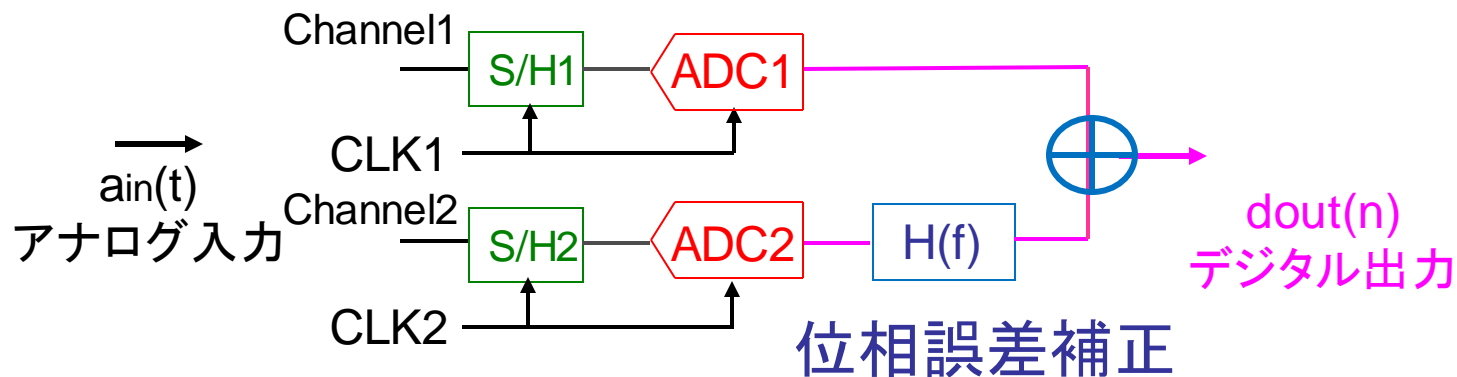 Channel1
S/H1
ADC1
CLK1
ain(t)
アナログ入力
Channel2
S/H2
ADC2
H(f)
CLK2
位相誤差補正
dout(n)
デジタル出力